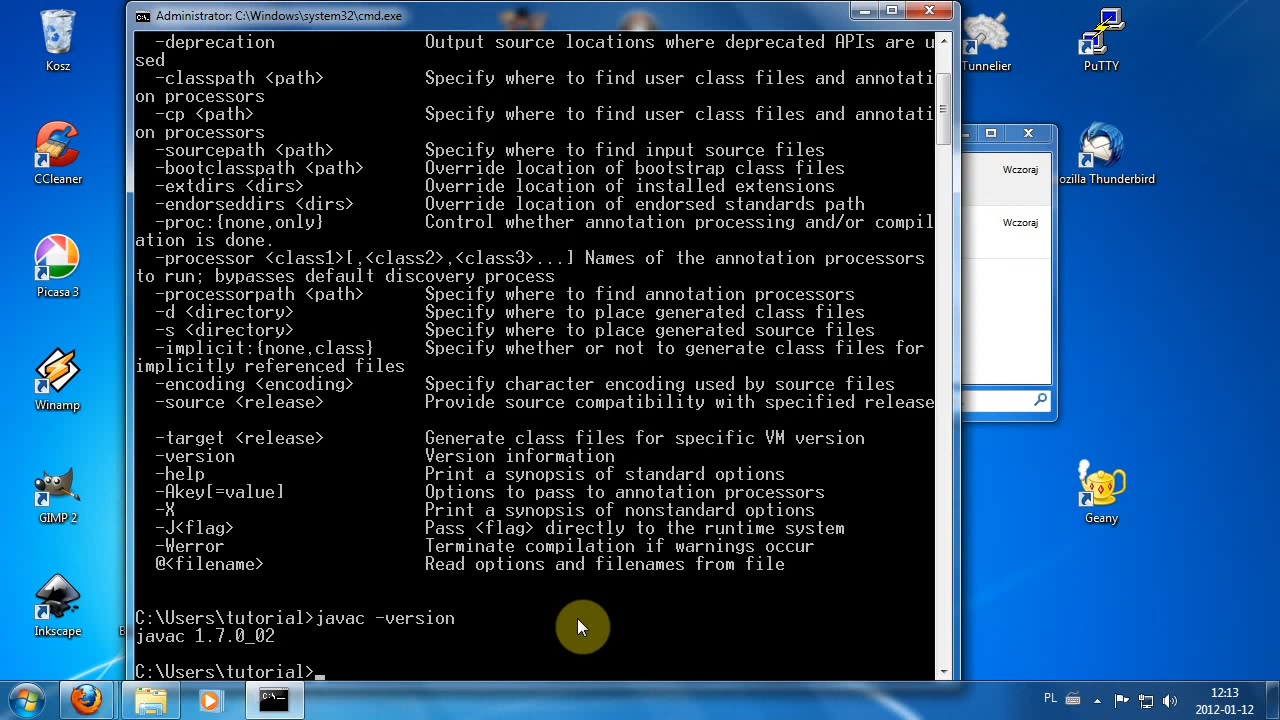 Administrator: C:\Windows\system32\cmd.exe
-deprecation Output source locations where deprecated APIs are u
sed
-classpath <path> Specify where to find user class files and annotati
on processors
-cp <path> Specify where to find user class files and annotati
on processors
-sourcepath <path> Specify where to find input source files
-bootclasspath <path> Override location of bootstrap class files
-extdirs <dirs> Override location of installed extensions
-endorseddirs <dirs> Override location of endorsed standards path
-proc:{none,only} Control whether annotation processing and/or compil
ation is done.
-processor <class1>[,<class2>,<class3>...] Names of the annotation processors
to run; bypasses default discovery process
-processorpath <path> Specify where to find annotation processors
-d <directory> Specify where to place generated class files
-s <directory> Specify where to place generated source files
-implicit:{none,class} Specify whether or not to generate class files for
implicitly referenced files
-encoding <encoding> Specify character encoding used by source files
-source <release> Provide source compatibility with specified release
-target <release> Generate class files for specific VM version
-version Version information
-help Print a synopsis of standard options
-Akey[=value] Options to pass to annotation processors
-X Print a synopsis of nonstandard options
-J<flag> Pass <flag> directly to the runtime system
-Werror Terminate compilation if warnings occur
@<filename> Read options and filenames from file
C:\Users\tutorial>javac -version
javac 1.7.0_02
C:\Users\tutorial>_
Kosz
CCleaner
Picasa 3
Winamp
GIMP 2
Inkscape
Tunnelier
PuTTY
Wczoraj
ozilla Thunderbird
Wczoraj
Geany
C:\.
PL
12:13
2012-01-12